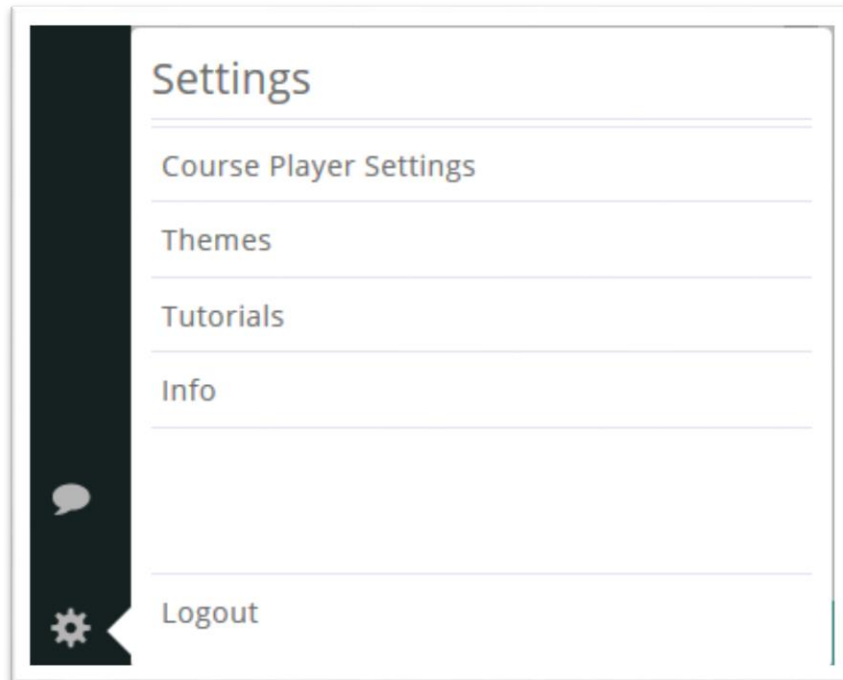 Settings
Course Player Settings
Themes
Tutorials
Info
Logout